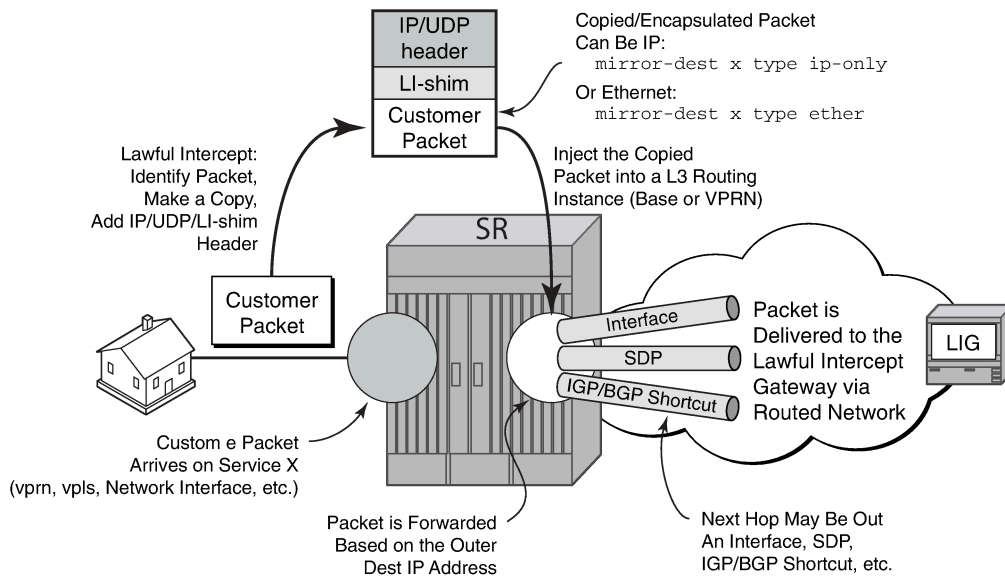 IP/UDP
header
LI-shim
Customer
Packet
Copied/Encapsulated Packet
Can Be IP:
mirror-dest x type ip-only
Or Ethernet:
mirror-dest x type ether
Lawful Intercept:
Identify Packet,
Make a Copy,
Add IP/UDP/LI-shim
Header
Inject the Copied
Packet into a L3 Routing
Instance (Base or VPRN)
SR
Customer
Packet
Interface
SDP
IGP/BGP Shortcut
Packet is
Delivered to the
Lawful Intercept
Gateway via
Routed Network
LIG
Custom e Packet
Arrives on Service X
(vprn, vpls, Network Interface, etc.)
Packet is Forwarded
Based on the Outer
Dest IP Address
Next Hop May Be Out
An Interface, SDP,
IGP/BGP Shortcut, etc.